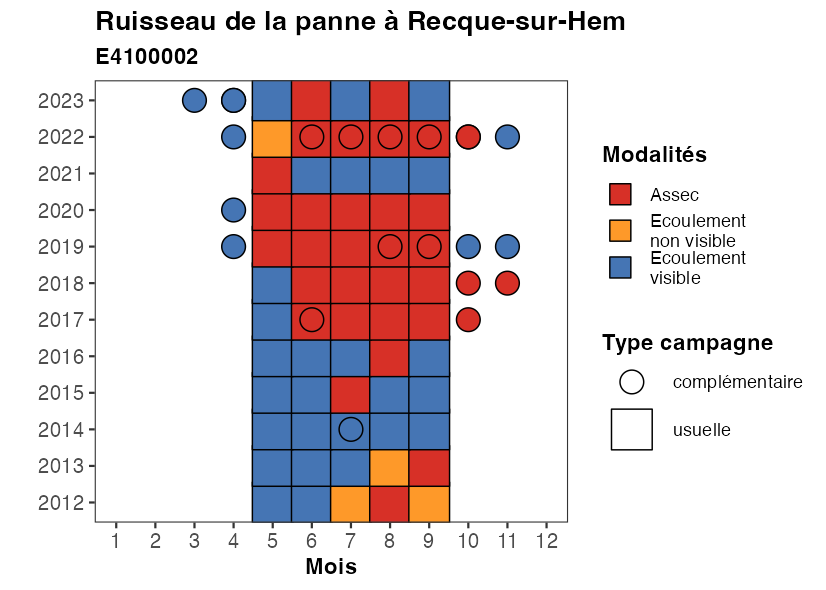 Ruisseau de la panne à Recque-sur-Hem
E4100002
2023
2022
2021
2020
2019
2018
2017
2016
2015
2014
2013
2012
1 2 3 4 5 6 7 8 9 10 11 12
Mois
Modalités
Assec
Ecoulement
non visible
Ecoulement
visible
Type campagne
complémentaire
usuelle